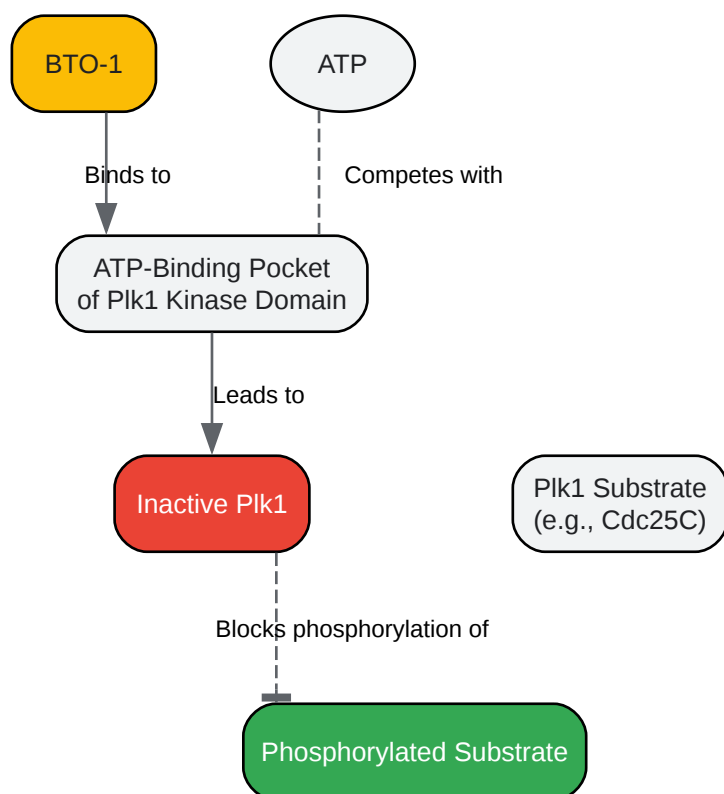 BTO-1
ATP
Binds to
Competes with
ATP-Binding Pocket
of Plk1 Kinase Domain
Leads to
Inactive Plk1
Plk1 Substrate
(e.g., Cdc25C)
Blocks phosphorylation of
Phosphorylated Substrate